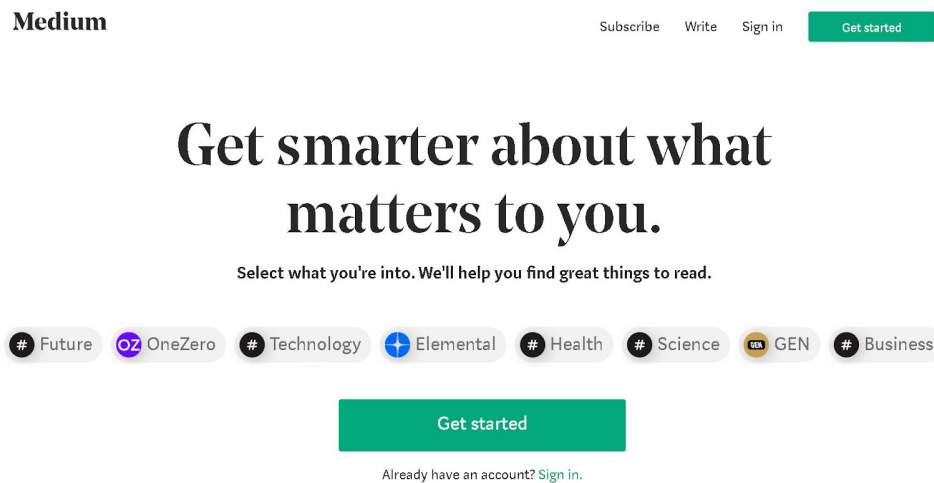 Medium
Subscribe Write Sign in Get started
Get smarter about what
matters to you.
Select what you're into. We'll help you find great things to read.
# Future OZ OneZero # Technology Elemental # Health # Science GEN GEN # Business
Get started
Already have an account? Sign in.